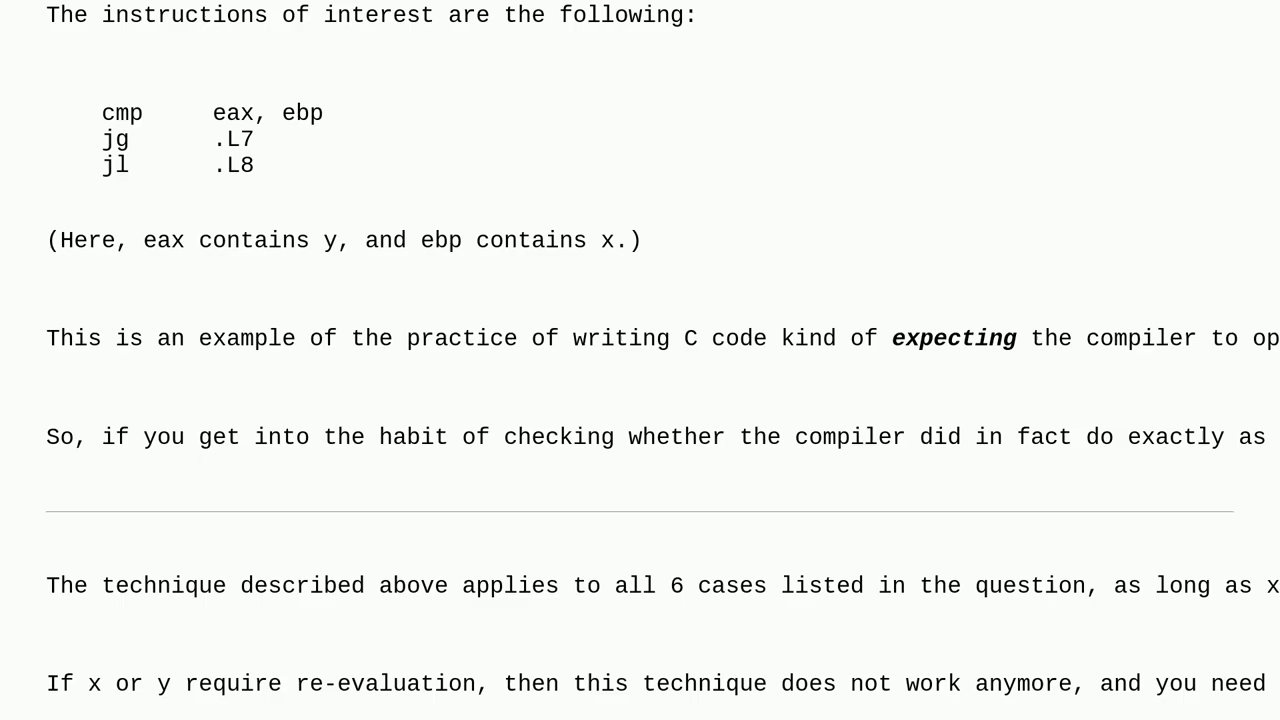 The instructions of interest are the following:
cmp eax, ebp
jg .L7
jl .L8
(Here, eax contains y, and ebp contains x.)
This is an example of the practice of writing C code kind of expecting the compiler to op
So, if you get into the habit of checking whether the compiler did in fact do exactly as
The technique described above applies to all 6 cases listed in the question, as long as x
If x or y require re-evaluation, then this technique does not work anymore, and you need